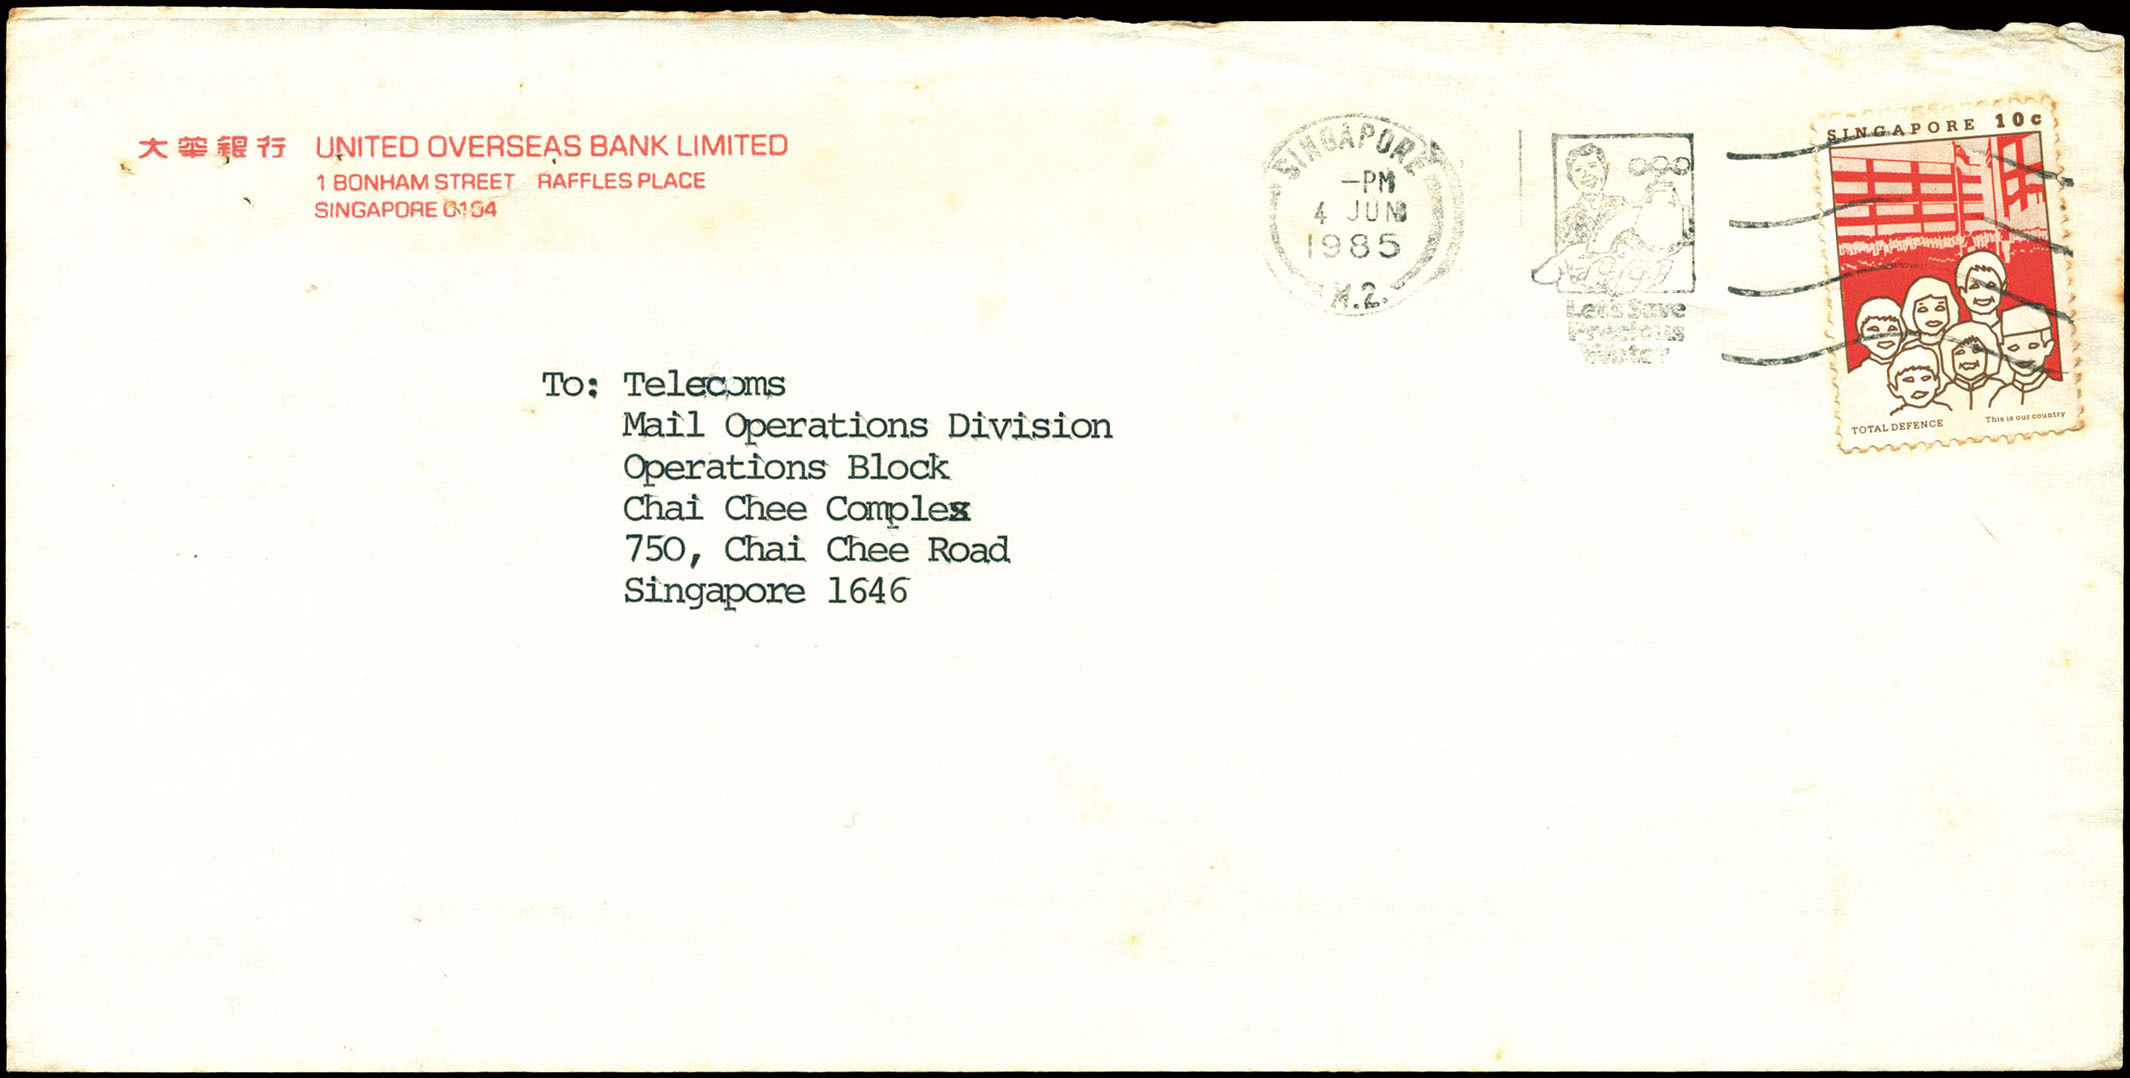 大華銀行 UNITED OVERSEAS BANK LIMITED
1 BONHAM STREET RAFFLES PLACE
SINGAPORE 0104
SINGAPORE
-PM
4 JUN
1985
M.2.
Let's Save
Precious
Water
SINGAPORE 10c
TOTAL DEFENCE This is our country
To: Telecoms
Mail Operations Division
Operations Block
Chai Chee Complex
750, Chai Chee Road
Singapore 1646